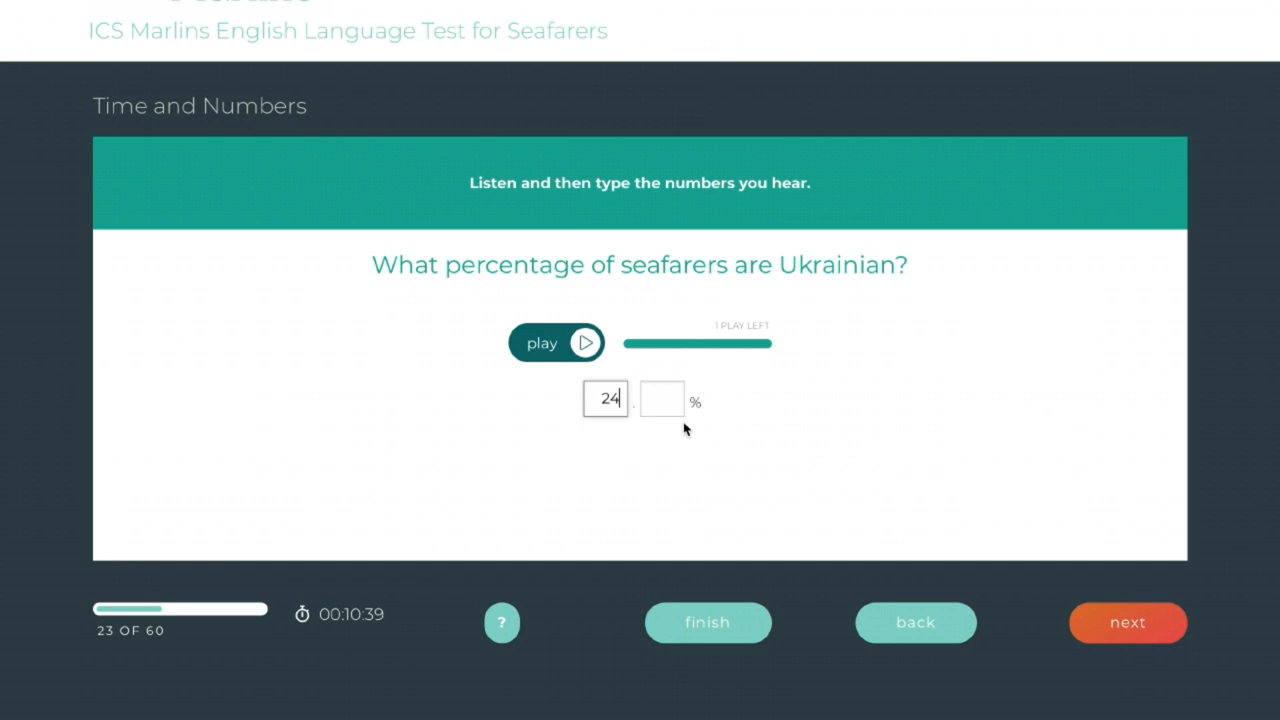 ICS Marlins English Language Test for Seafarers
Time and Numbers
Listen and then type the numbers you hear.
What percentage of seafarers are Ukrainian?
1 PLAY LEFT
play
24 . %
00:10:39
23 OF 60
?
finish
back
next